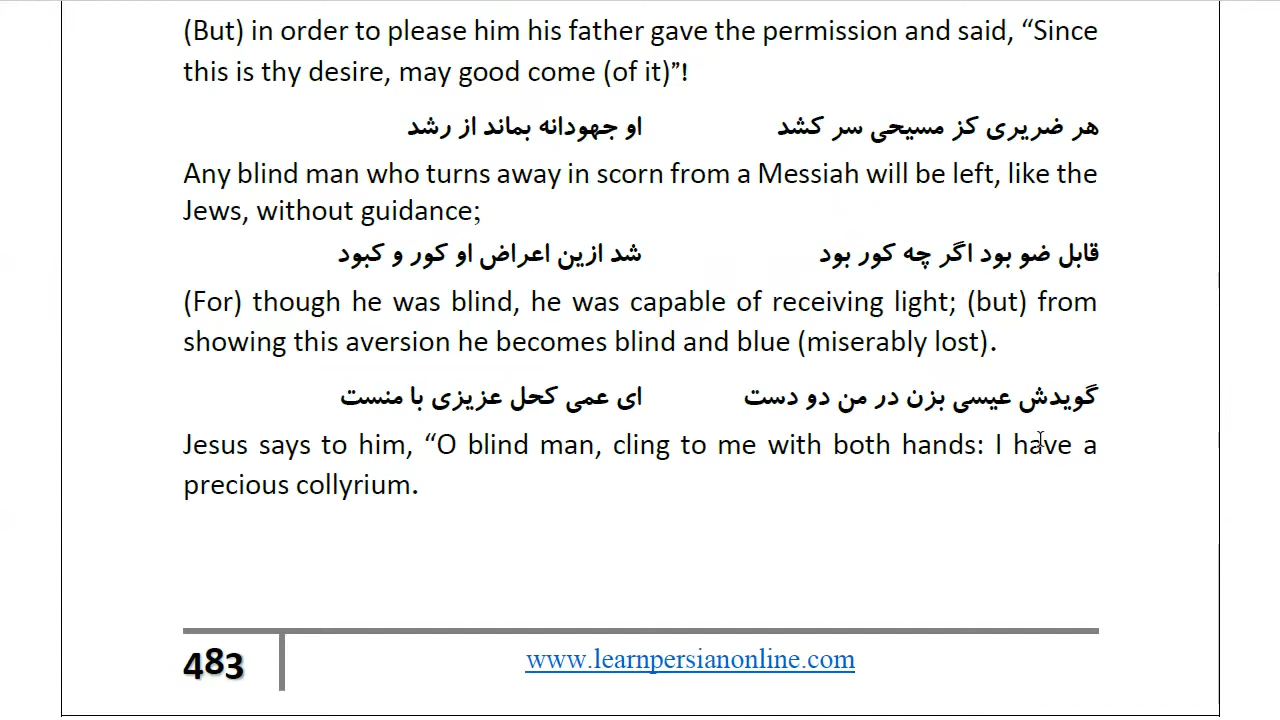 (But) in order to please him his father gave the permission and said, “Since
this is thy desire, may good come (of it)”!
هر ضریری کز مسیحی سر کشد او جهودانه بماند از رشد
Any blind man who turns away in scorn from a Messiah will be left, like the
Jews, without guidance;
قابل ضو بود اگر چه کور بود شد ازین اعراض او کور و کبود
(For) though he was blind, he was capable of receiving light; (but) from
showing this aversion he becomes blind and blue (miserably lost).
گویدش عیسی بزن در من دو دست ای عمی کحل عزیزی با منست
Jesus says to him, “O blind man, cling to me with both hands: I have a
precious collyrium.
483
www.learnpersianonline.com